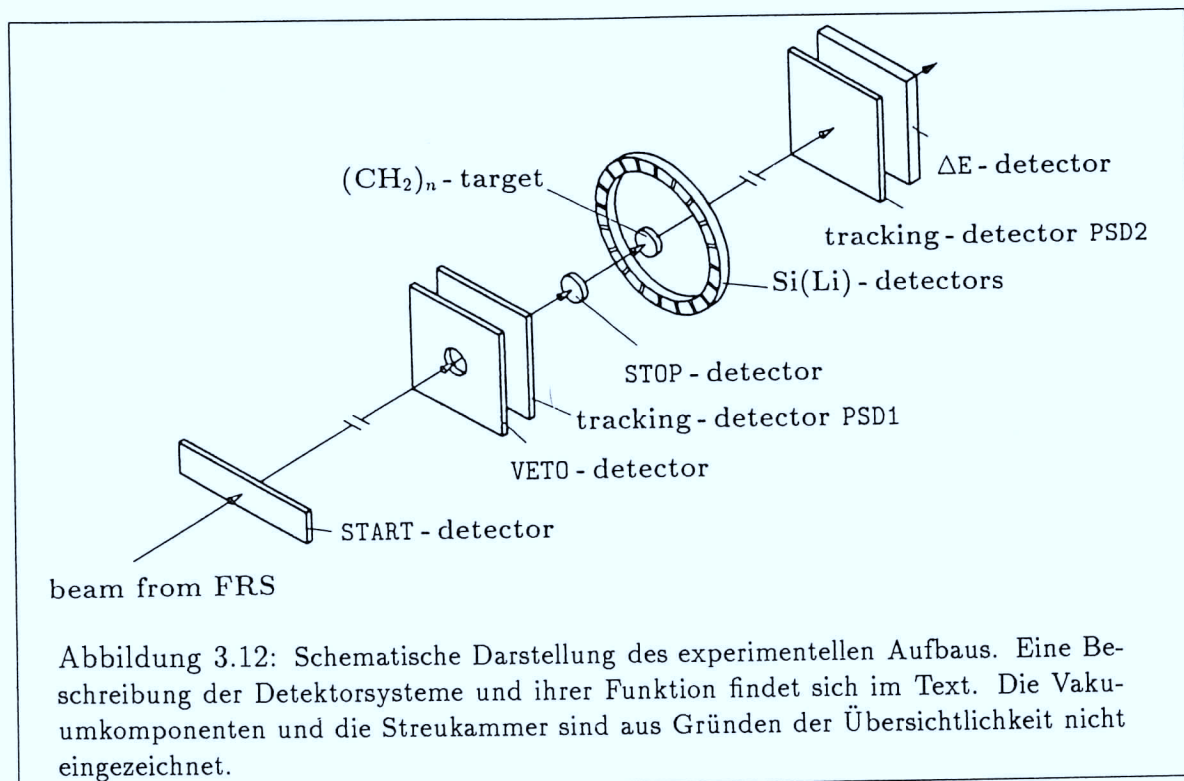 (CH₂)ₙ - target
ΔE - detector
tracking - detector PSD2
Si(Li) - detectors
STOP - detector
tracking - detector PSD1
VETO - detector
START - detector
beam from FRS
Abbildung 3.12: Schematische Darstellung des experimentellen Aufbaus. Eine Be-
schreibung der Detektorsysteme und ihrer Funktion findet sich im Text. Die Vaku-
umkomponenten und die Streukammer sind aus Gründen der Übersichtlichkeit nicht
eingezeichnet.